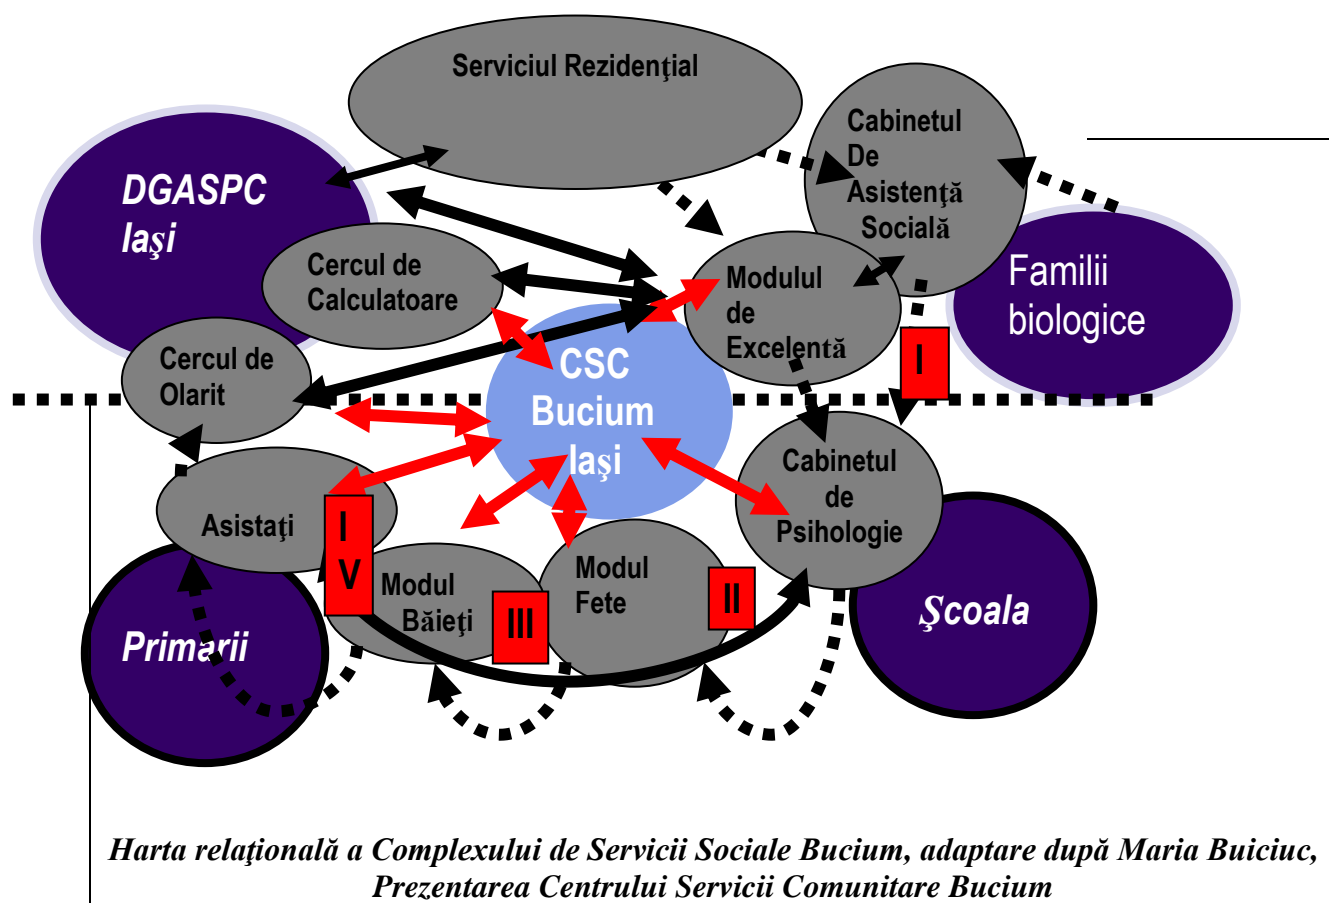 Serviciul Rezidenţial
Cabinetul
De
Asistenţă
Socială
DGASPC
Iaşi
Cercul de
Calculatoare
Modulul
de
Excelentă
Familii
biologice
I
Cercul de
Olarit
CSC
Bucium
Iaşi
Cabinetul
de
Psihologie
Asistaţi
I
V
Modul
Băieţi
III
Modul
Fete
II
Şcoala
Primării
Harta relaţională a Complexului de Servicii Sociale Bucium, adaptare după Maria Buiciuc,
Prezentarea Centrului Servicii Comunitare Bucium